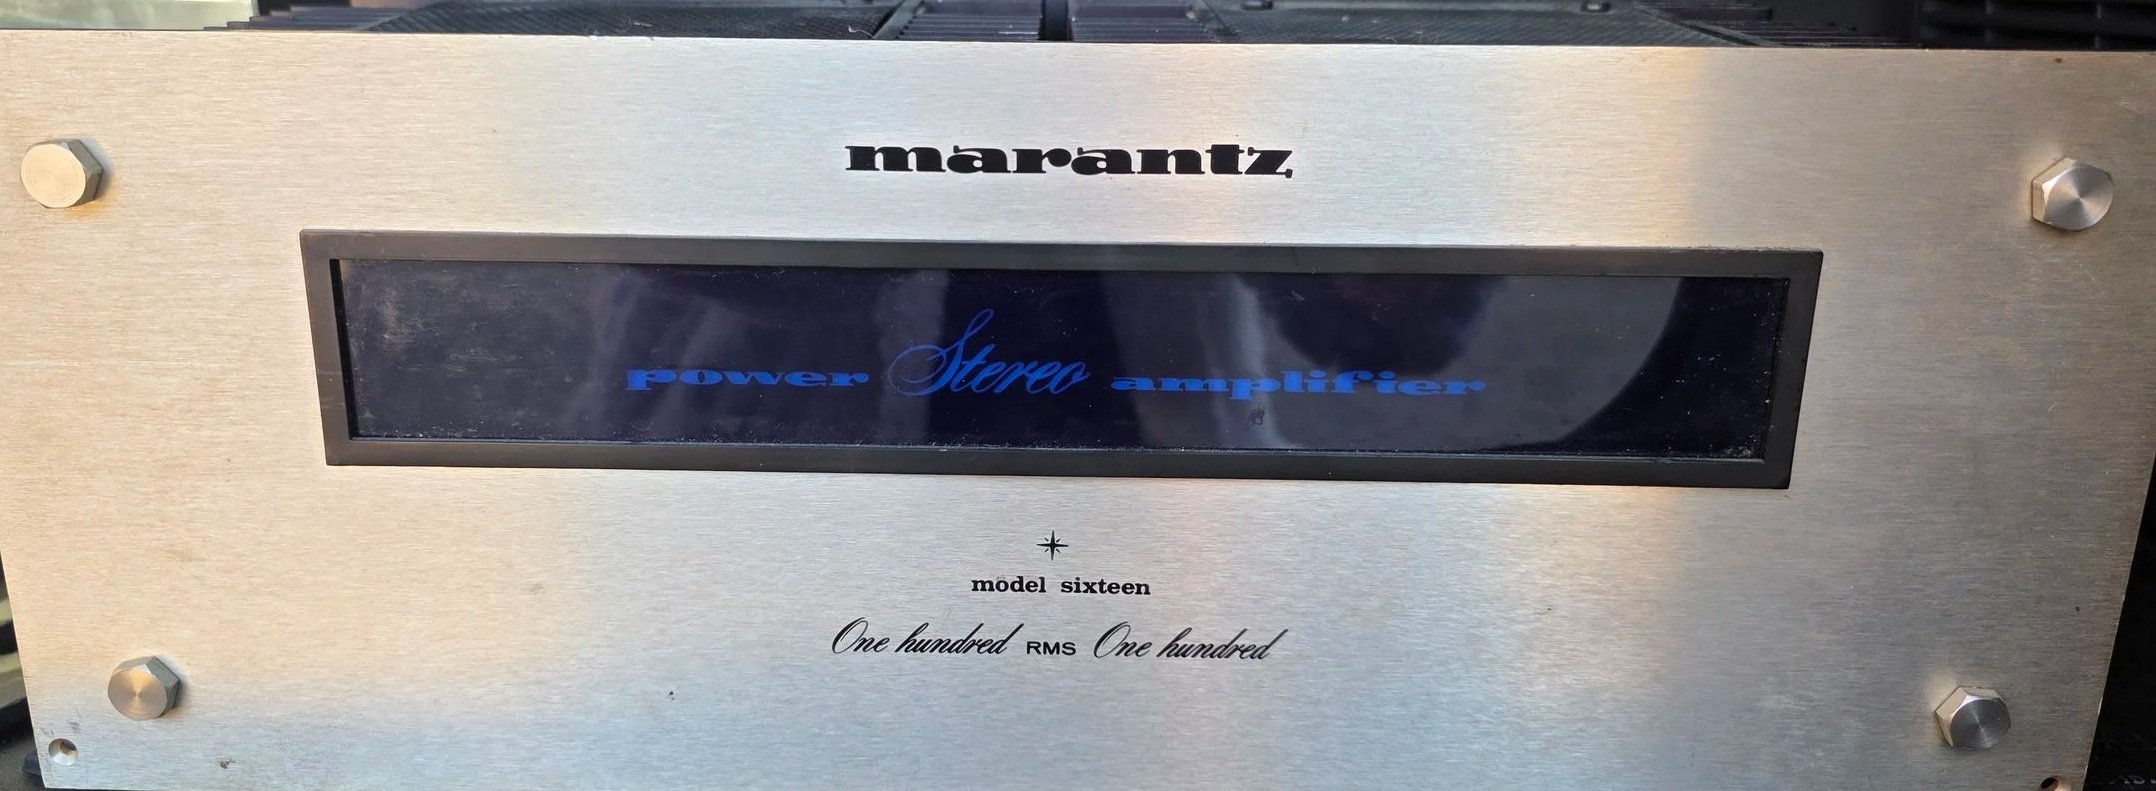 marantz
power Stereo amplifier
model sixteen
One hundred RMS One hundred